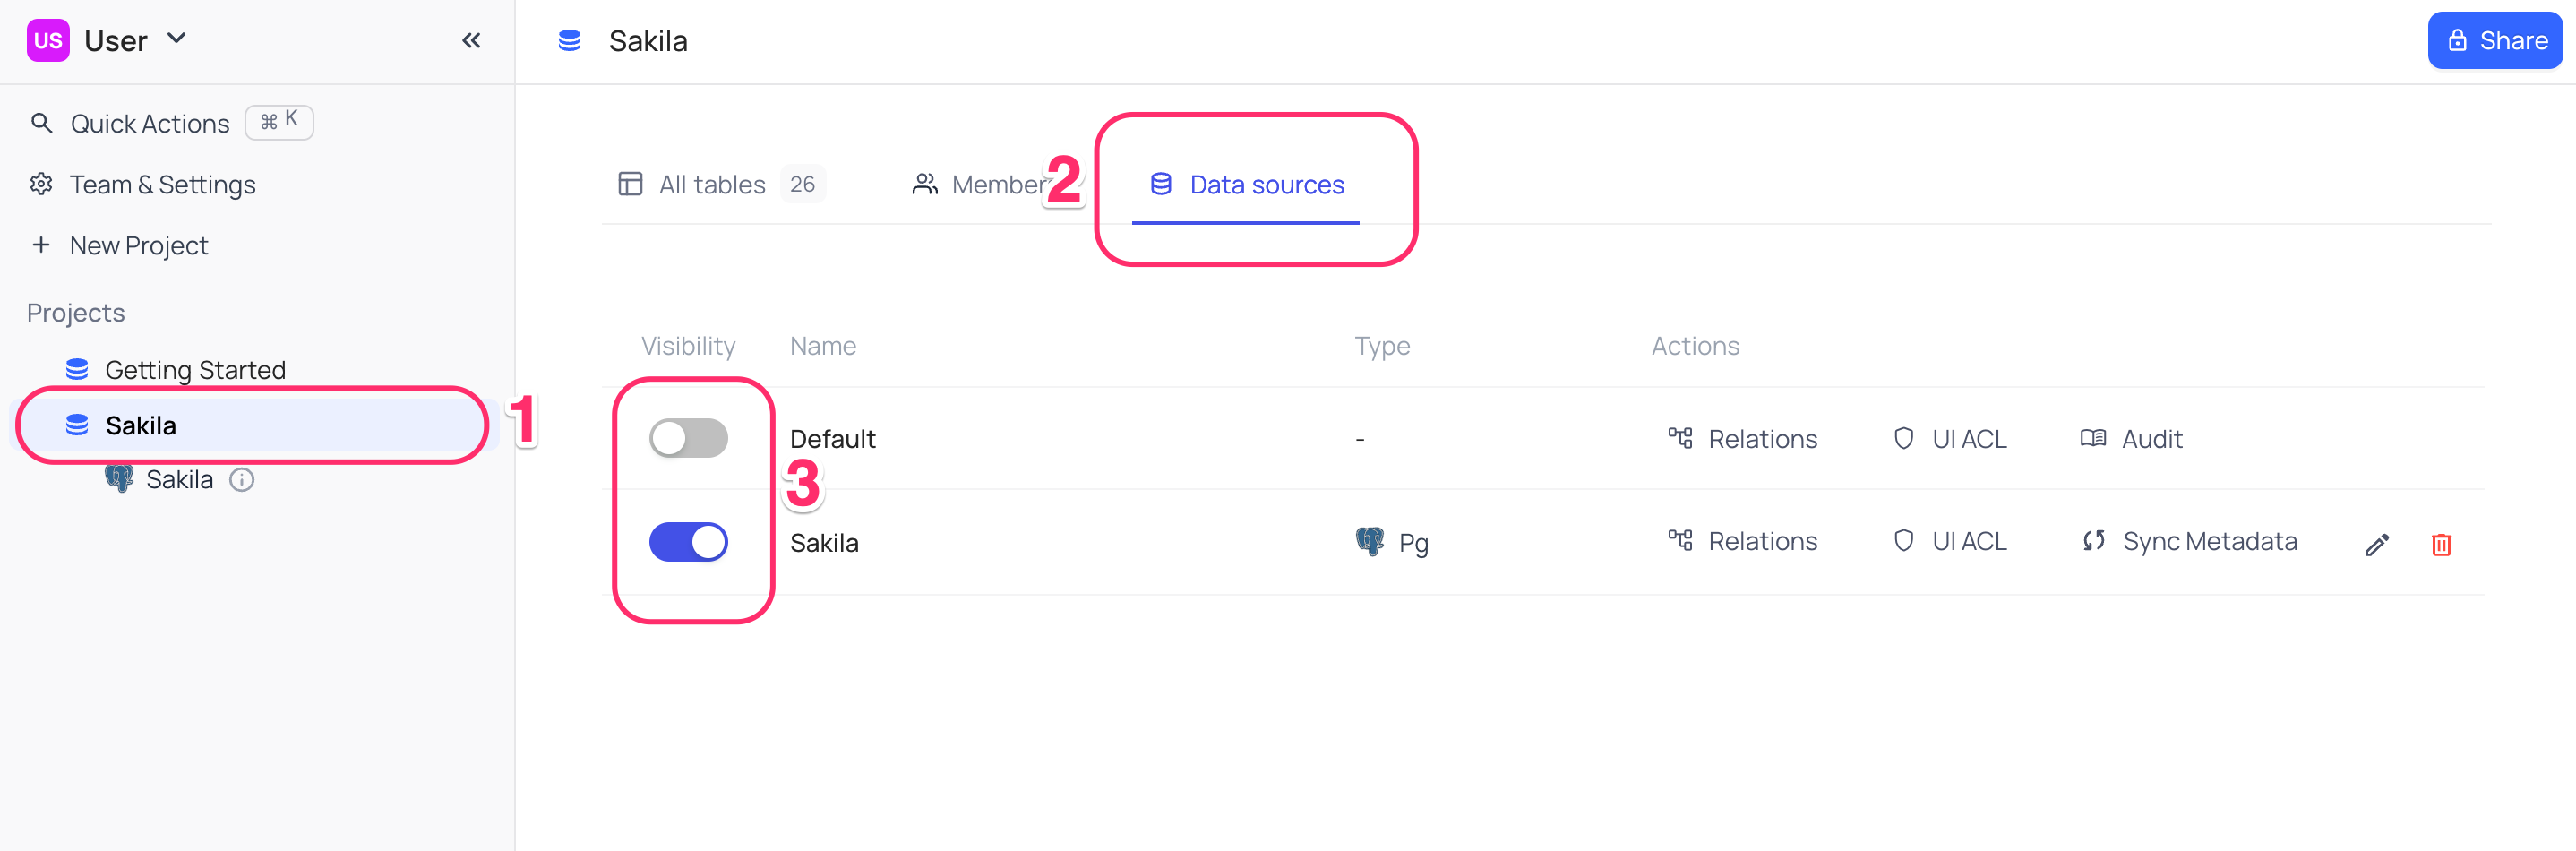 US User
Quick Actions ⌘ K
Team & Settings
New Project
Projects
Getting Started
Sakila
1
Sakila
Sakila
Share
All tables 26
Member
2
Data sources
Visibility Name Type Actions
Default - Relations UI ACL Audit
3
Sakila Pg Relations UI ACL Sync Metadata